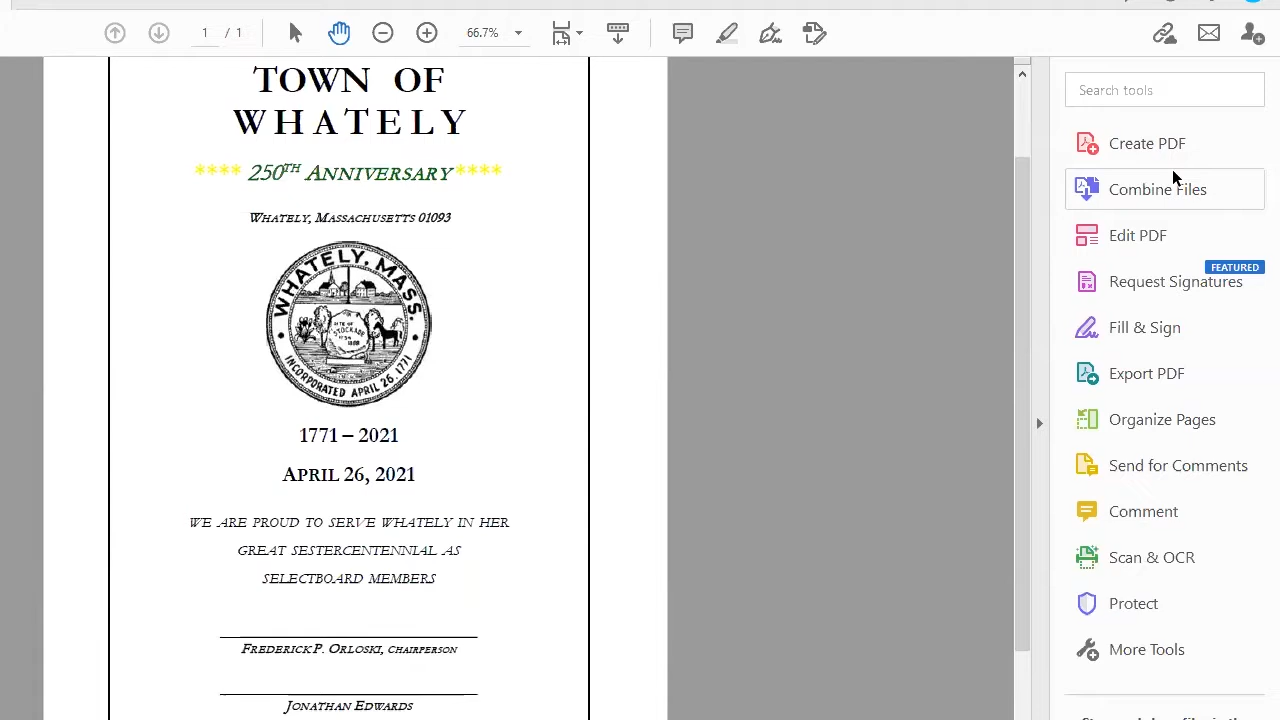 1 / 1
66.7%
TOWN OF
WHATELY
**** 250TH ANNIVERSARY ****
WHATELY, MASSACHUSETTS 01093
WHATELY, MASS.
SITE OF
STOCKADE
INCORPORATED APRIL 26, 1771
1771 – 2021
APRIL 26, 2021
WE ARE PROUD TO SERVE WHATELY IN HER
GREAT SESTERCENTENNIAL AS
SELECTBOARD MEMBERS
FREDERICK P. ORLOSKI, CHAIRPERSON
JONATHAN EDWARDS
Search tools
Create PDF
Combine Files
Edit PDF
FEATURED
Request Signatures
Fill & Sign
Export PDF
Organize Pages
Send for Comments
Comment
Scan & OCR
Protect
More Tools